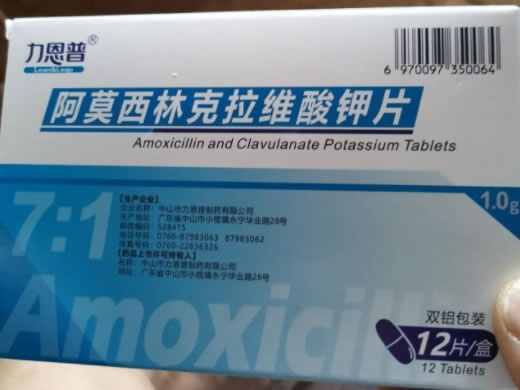 力恩普®
Lean&Leap
6 970097 350064
阿莫西林克拉维酸钾片
Amoxicillin and Clavulanate Potassium Tablets
1.0g
7:1
【生产企业】
企业名称：中山市力恩普制药有限公司
生产地址：广东省中山市小榄镇永宁华业路28号
邮政编码：528415
电话号码：0760-87983063 87983062
传真号码：0760-22636326
【药品上市许可持有人】
名称：中山市力恩普制药有限公司
地址：广东省中山市小榄镇永宁华业路28号
Amoxicill
双铝包装
12片/盒
12 Tablets